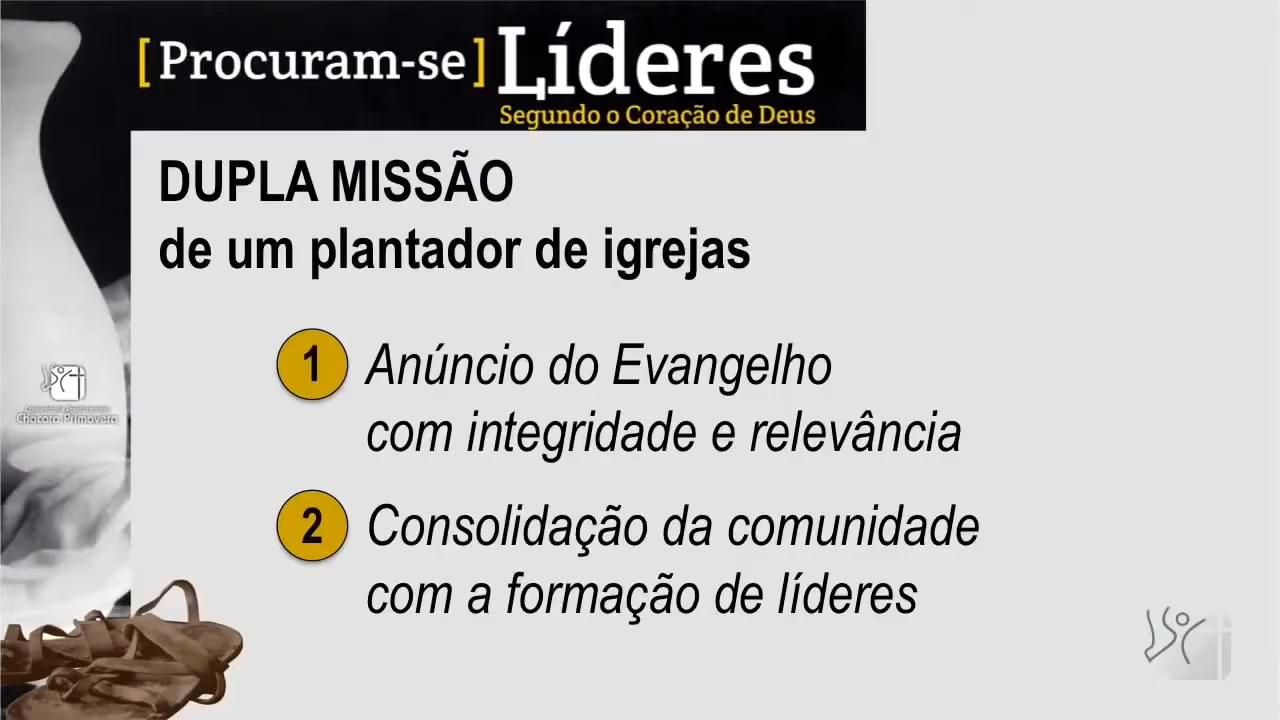 [Procuram-se] Líderes
Segundo o Coração de Deus
DUPLA MISSÃO
de um plantador de igrejas
1 Anúncio do Evangelho
com integridade e relevância
2 Consolidação da comunidade
com a formação de líderes
Chácara Primavera